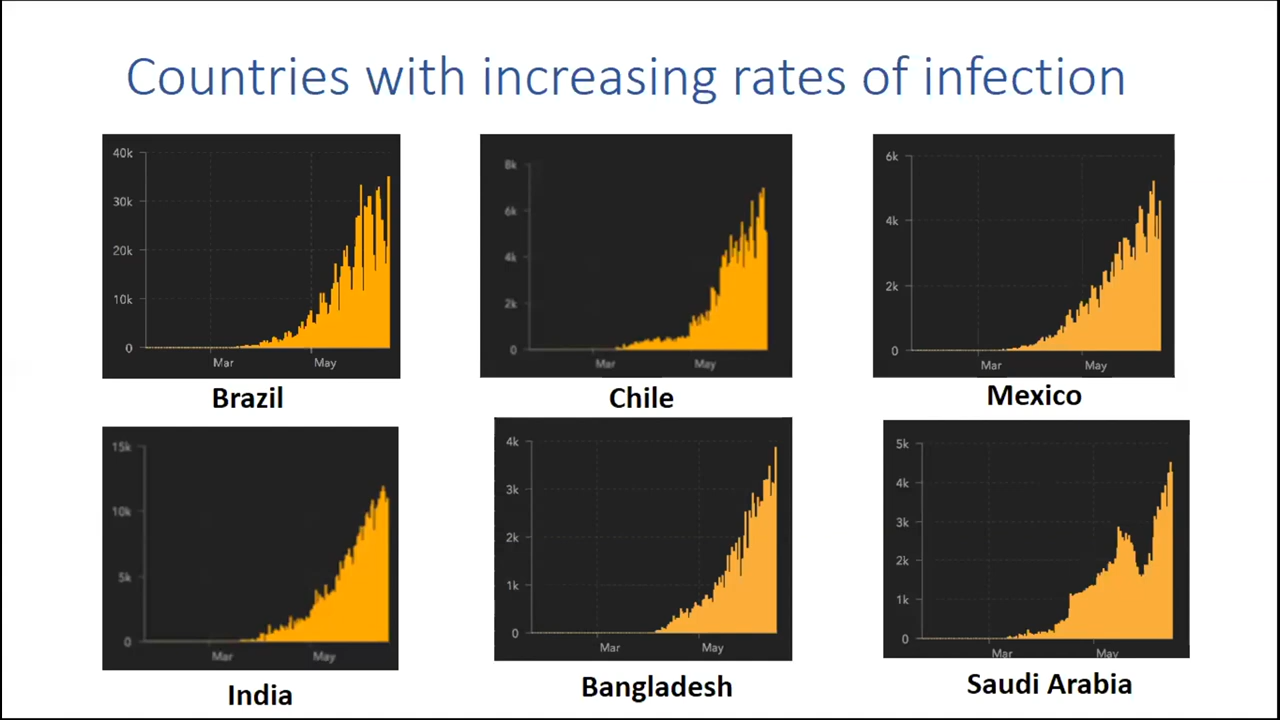 Countries with increasing rates of infection
40k
30k
20k
10k
0
Mar May
Brazil
8k
6k
4k
2k
0
Mar May
Chile
6k
4k
2k
0
Mar May
Mexico
15k
10k
5k
0
Mar May
India
4k
3k
2k
1k
0
Mar May
Bangladesh
5k
4k
3k
2k
1k
0
Mar May
Saudi Arabia